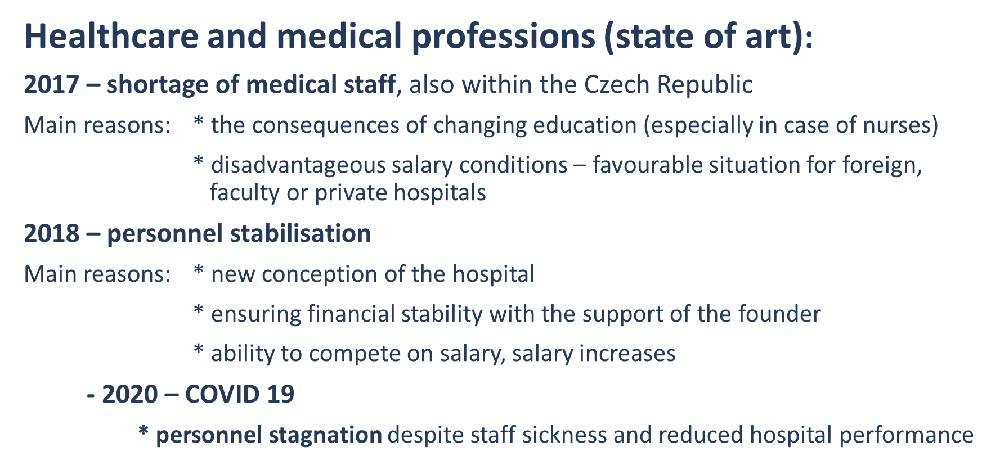 Healthcare and medical professions (state of art):
2017 – shortage of medical staff, also within the Czech Republic
Main reasons: * the consequences of changing education (especially in case of nurses)
* disadvantageous salary conditions – favourable situation for foreign,
faculty or private hospitals
2018 – personnel stabilisation
Main reasons: * new conception of the hospital
* ensuring financial stability with the support of the founder
* ability to compete on salary, salary increases
- 2020 – COVID 19
* personnel stagnation despite staff sickness and reduced hospital performance